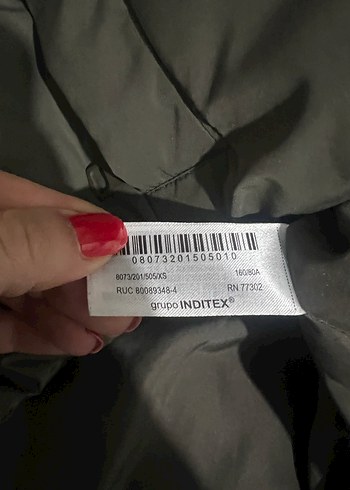 08073201505010
8073/201/505/XS 160/80A
RUC 80089348-4 RN 77302
grupo INDITEX®